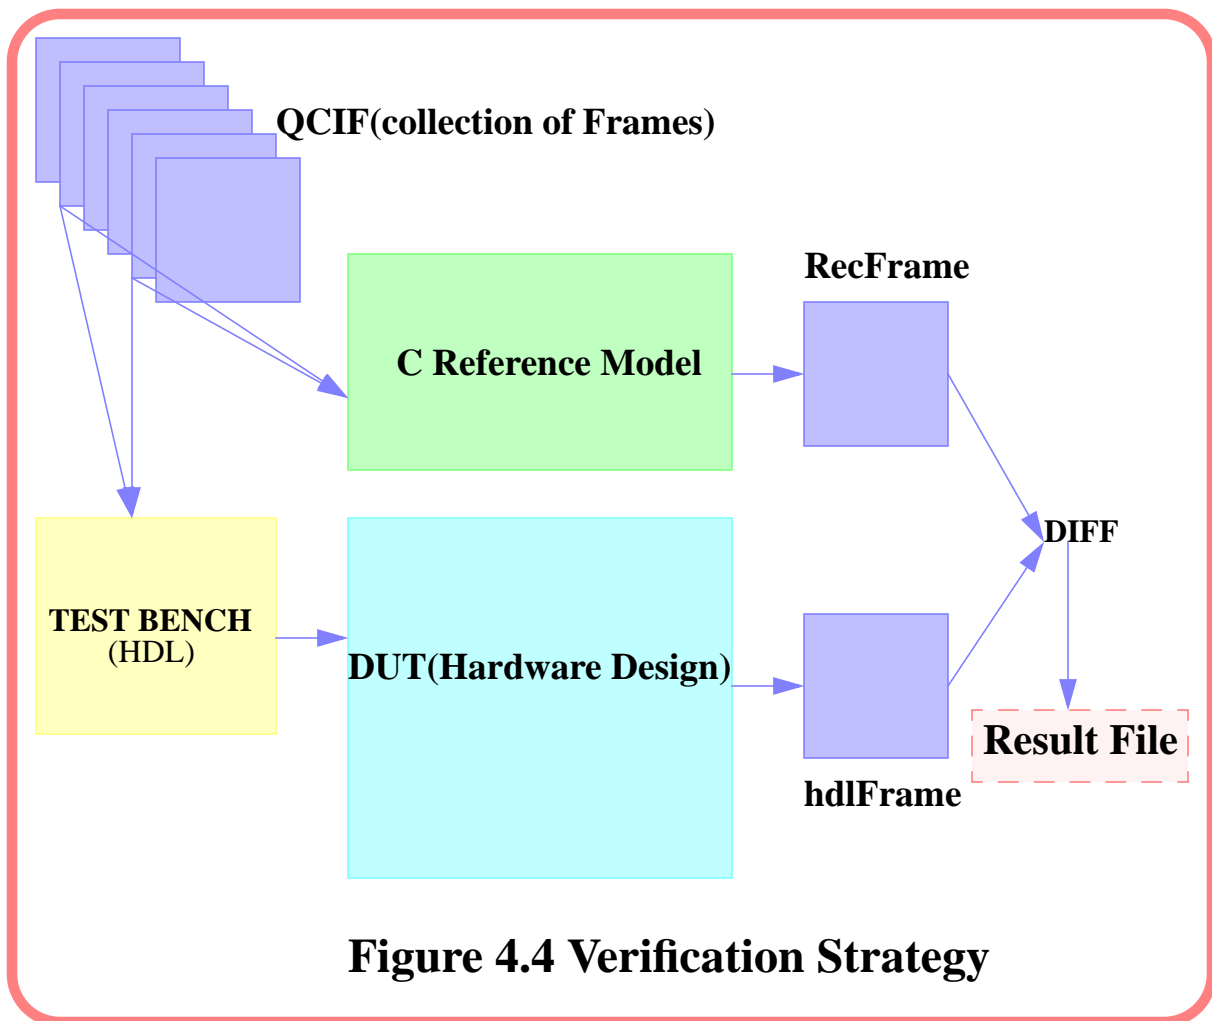 QCIF(collection of Frames)
RecFrame
C Reference Model
DIFF
TEST BENCH
(HDL)
DUT(Hardware Design)
Result File
hdlFrame
Figure 4.4 Verification Strategy